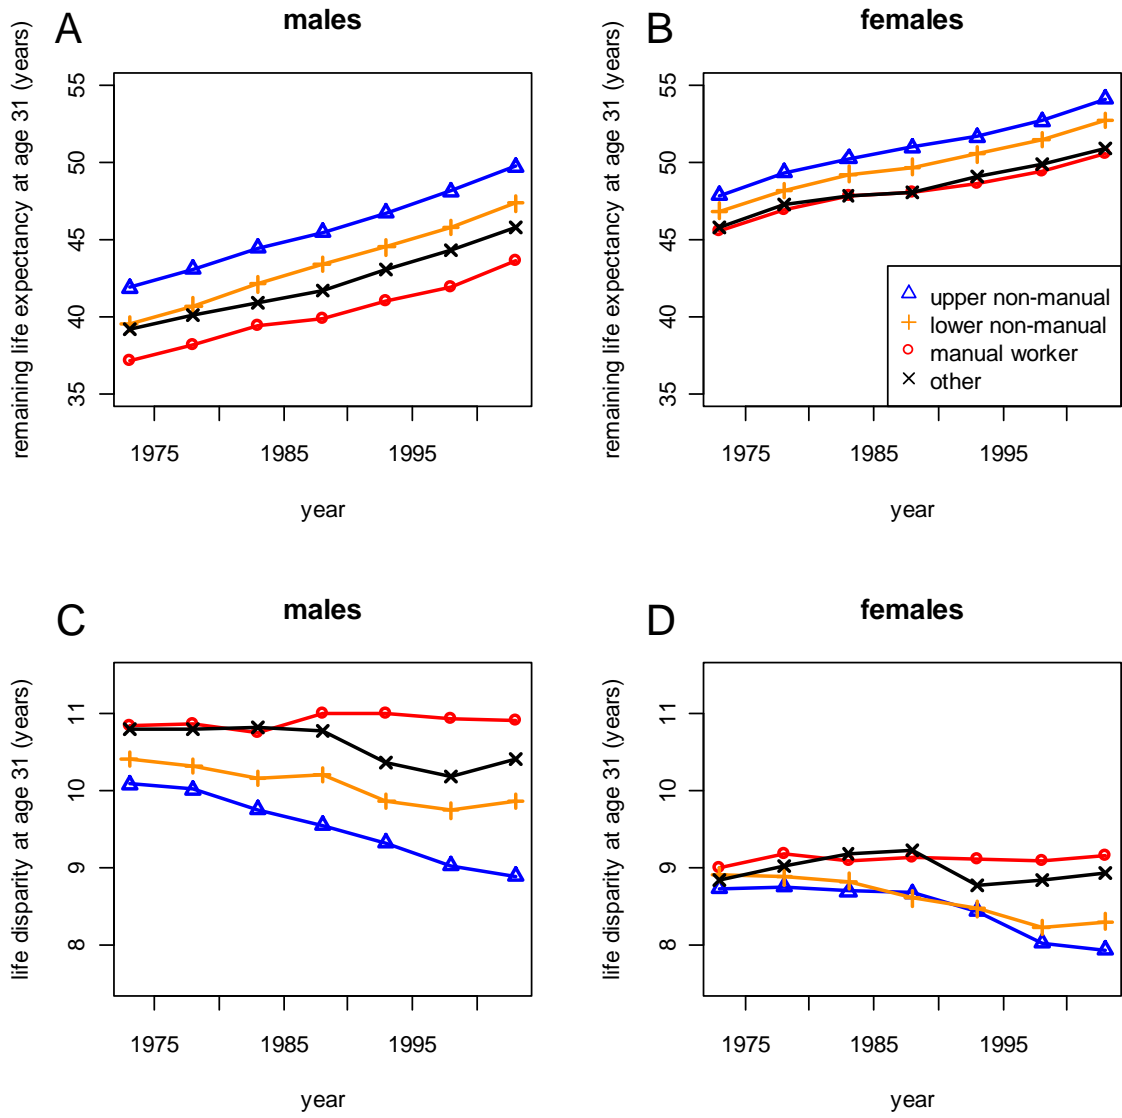 A
males
remaining life expectancy at age 31 (years)
55
50
45
40
35
1975
1985
1995
year
B
females
remaining life expectancy at age 31 (years)
55
50
45
40
35
upper non-manual
lower non-manual
manual worker
other
1975
1985
1995
year
C
males
life disparity at age 31 (years)
11
10
9
8
1975
1985
1995
year
D
females
life disparity at age 31 (years)
11
10
9
8
1975
1985
1995
year